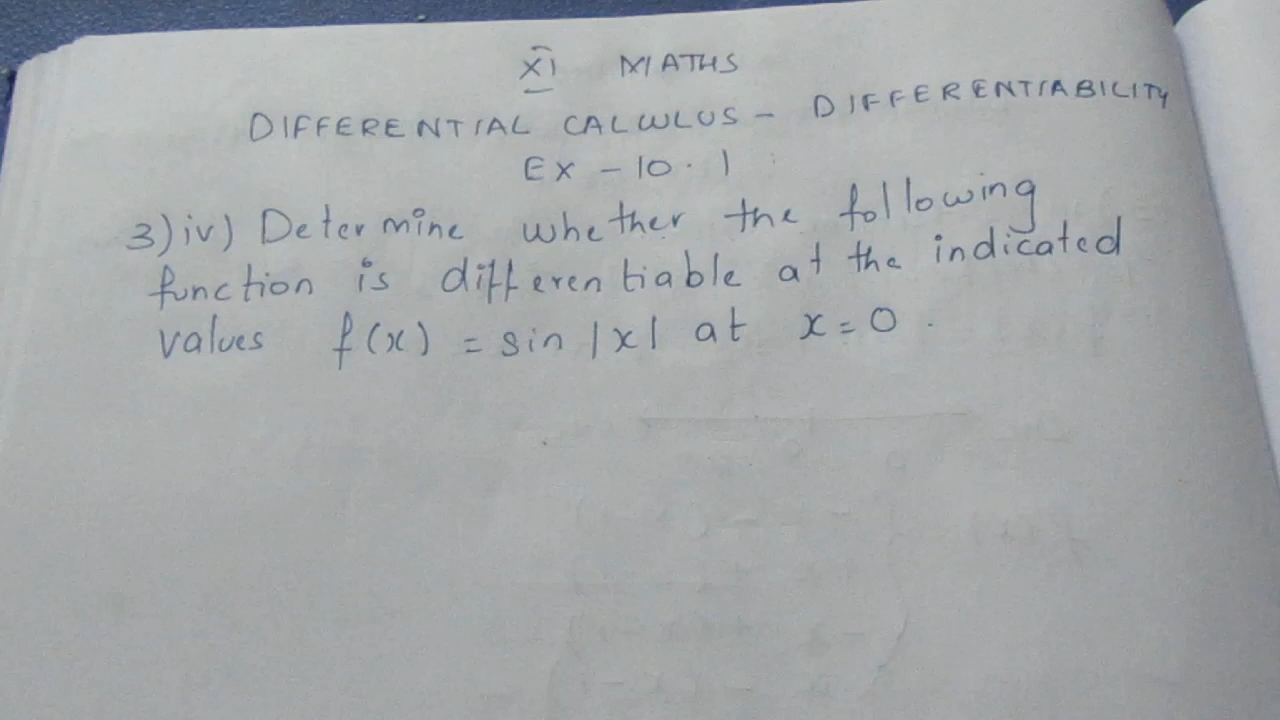 XI MATHS
DIFFERENTIAL CALCULUS - DIFFERENTIABILITY
EX - 10.1
3)iv) Determine whether the following
function is differentiable at the indicated
values f(x) = sin |x| at x=0.